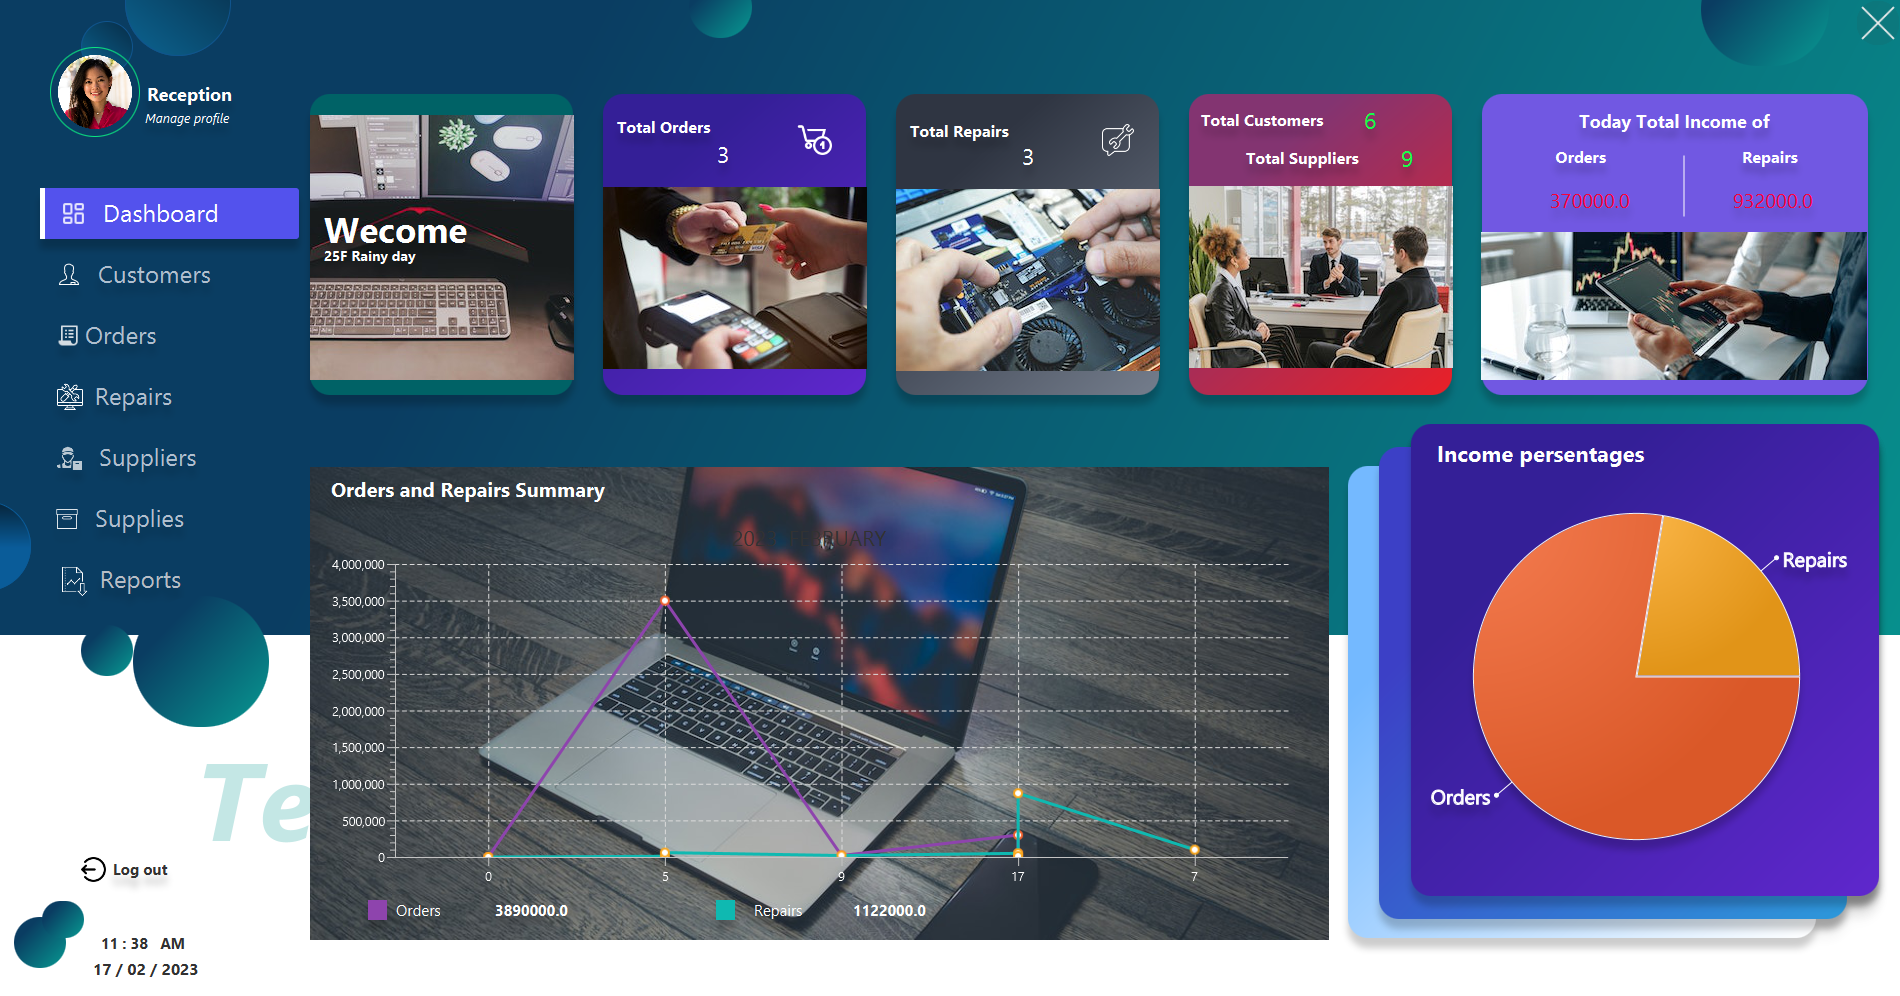 Reception
Manage profile
Dashboard
Customers
Orders
Repairs
Suppliers
Supplies
Reports
Te
Log out
11 : 38 AM
17 / 02 / 2023
Wecome
25F Rainy day
Total Orders
3
1
Total Repairs
3
Total Customers 6
Total Suppliers 9
Today Total Income of
Orders Repairs
370000.0 932000.0
Orders and Repairs Summary
4,000,000
3,500,000
3,000,000
2,500,000
2,000,000
1,500,000
1,000,000
500,000
0
0 5 9 17 7
Orders 3890000.0 Repairs 1122000.0
Income persentages
Repairs
Orders